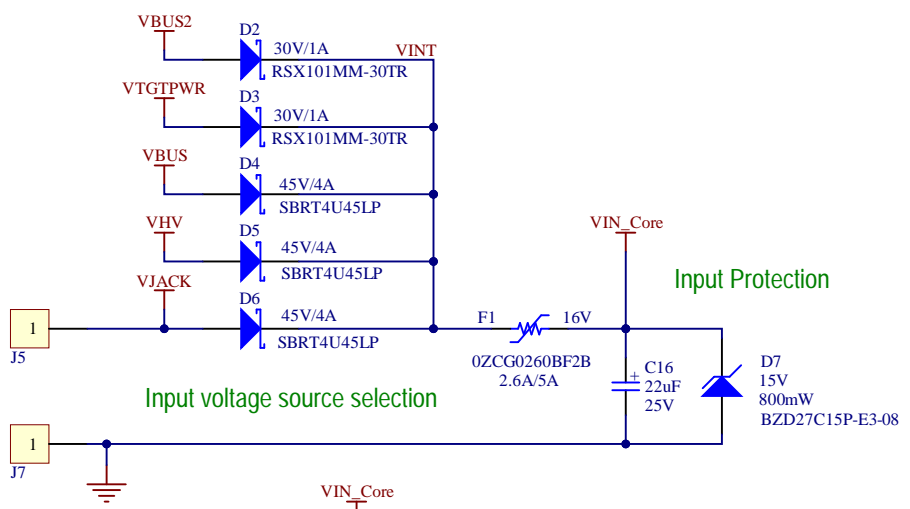 VBUS2
D2
30V/1A
VINT
RSX101MM-30TR
VTGTPWR
D3
30V/1A
RSX101MM-30TR
VBUS
D4
45V/4A
SBRT4U45LP
VHV
D5
45V/4A
SBRT4U45LP
VJACK
D6
45V/4A
SBRT4U45LP
1
J5
F1
16V
0ZCG0260BF2B
2.6A/5A
VIN_Core
Input Protection
+
C16
22uF
25V
D7
15V
800mW
BZD27C15P-E3-08
Input voltage source selection
1
J7
VIN_Core